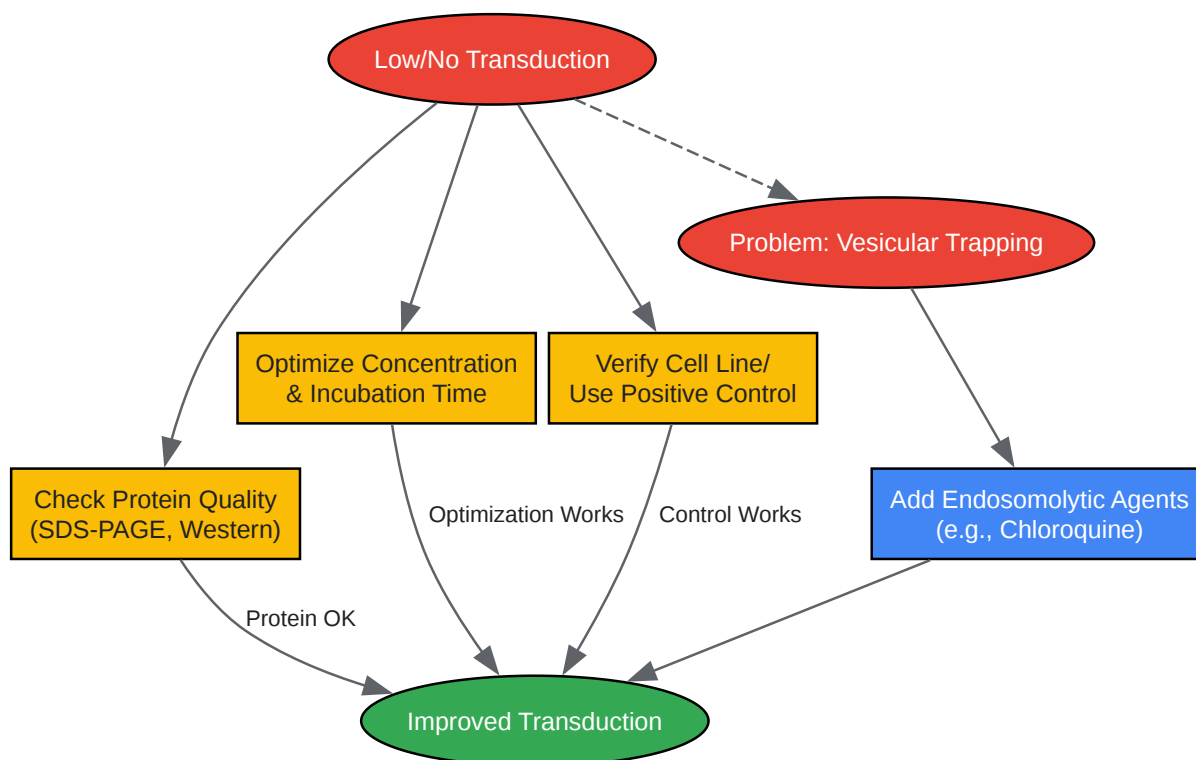 Low/No Transduction
Problem: Vesicular Trapping
Optimize Concentration
& Incubation Time
Verify Cell Line/
Use Positive Control
Check Protein Quality
(SDS-PAGE, Western)
Add Endosomolytic Agents
(e.g., Chloroquine)
Optimization Works
Control Works
Protein OK
Improved Transduction